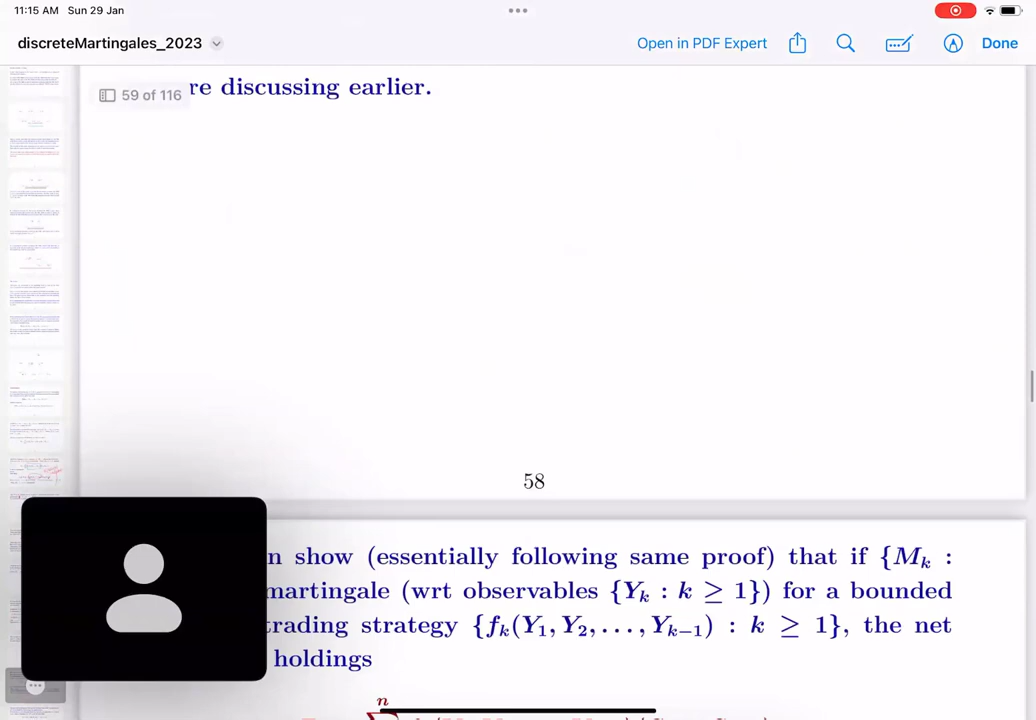 11:15 AM Sun 29 Jan
discreteMartingales_2023
Open in PDF Expert
Done
59 of 116
re discussing earlier.
58
n show (essentially following same proof) that if {Mₖ :
martingale (wrt observables {Yₖ : k ≥ 1}) for a bounded
trading strategy {fₖ(Y₁, Y₂, . . . , Yₖ₋₁) : k ≥ 1}, the net
holdings
n